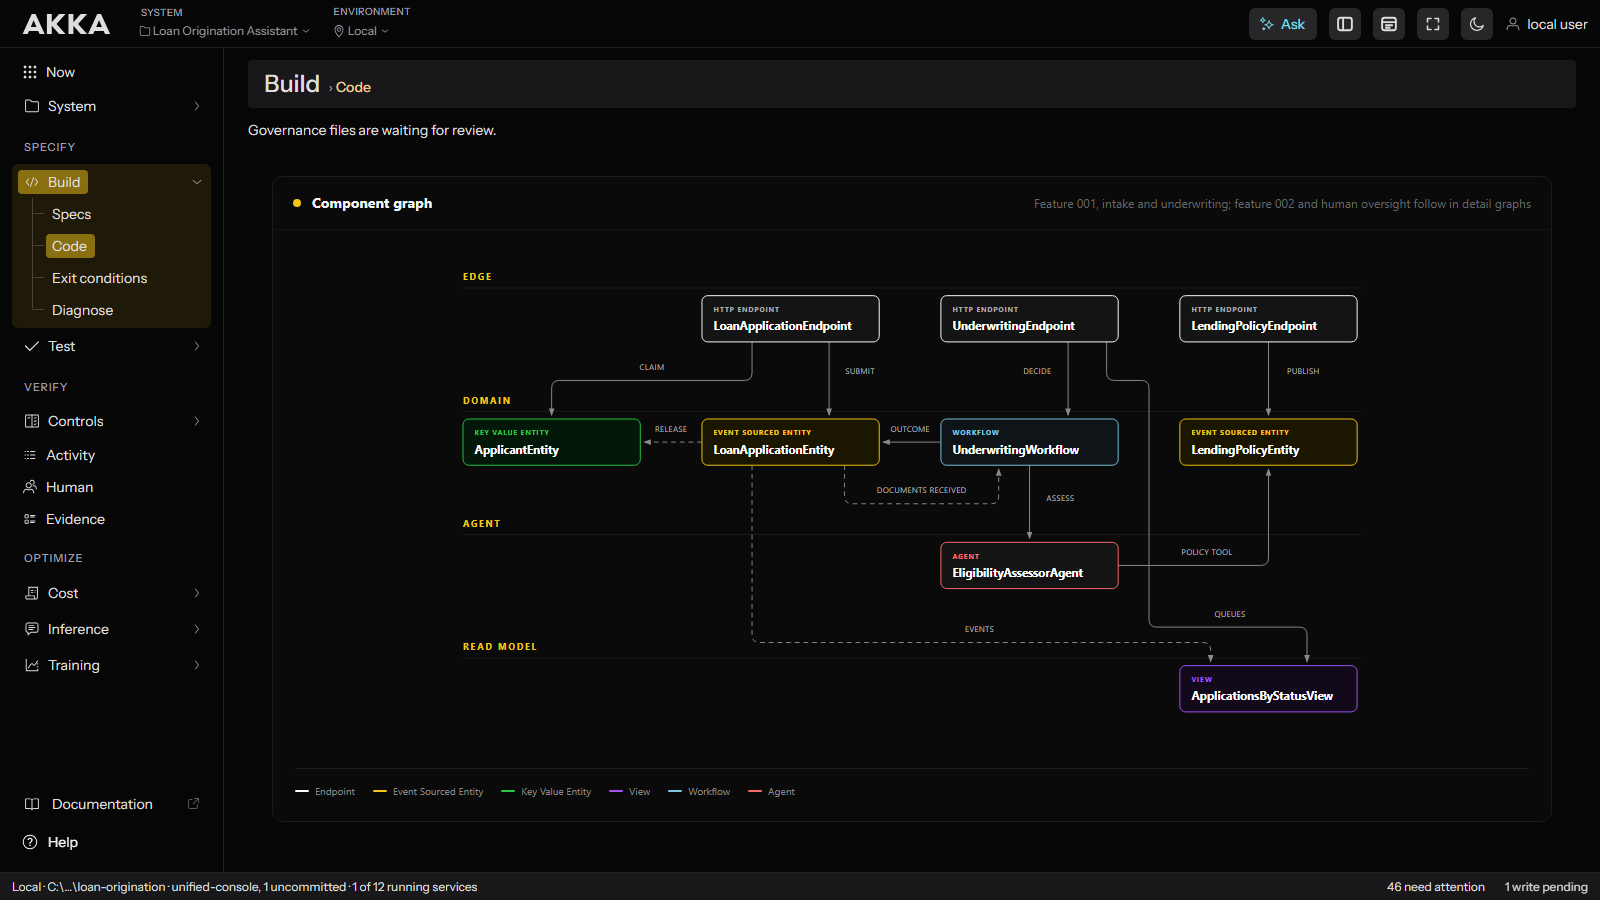 AKKA
SYSTEM
Loan Origination Assistant
ENVIRONMENT
Local
Ask
local user
Now
System
SPECIFY
Build
Specs
Code
Exit conditions
Diagnose
Test
VERIFY
Controls
Activity
Human
Evidence
OPTIMIZE
Cost
Inference
Training
Documentation
Help
Build › Code
Governance files are waiting for review.
Component graph
Feature 001, intake and underwriting; feature 002 and human oversight follow in detail graphs
EDGE
HTTP ENDPOINT
LoanApplicationEndpoint
HTTP ENDPOINT
UnderwritingEndpoint
HTTP ENDPOINT
LendingPolicyEndpoint
CLAIM
SUBMIT
DECIDE
PUBLISH
DOMAIN
KEY VALUE ENTITY
ApplicantEntity
RELEASE
EVENT SOURCED ENTITY
LoanApplicationEntity
OUTCOME
WORKFLOW
UnderwritingWorkflow
EVENT SOURCED ENTITY
LendingPolicyEntity
DOCUMENTS RECEIVED
ASSESS
AGENT
AGENT
EligibilityAssessorAgent
POLICY TOOL
QUEUES
EVENTS
READ MODEL
VIEW
ApplicationsByStatusView
Endpoint
Event Sourced Entity
Key Value Entity
View
Workflow
Agent
Local · C:\...\loan-origination · unified-console, 1 uncommitted · 1 of 12 running services
46 need attention
1 write pending